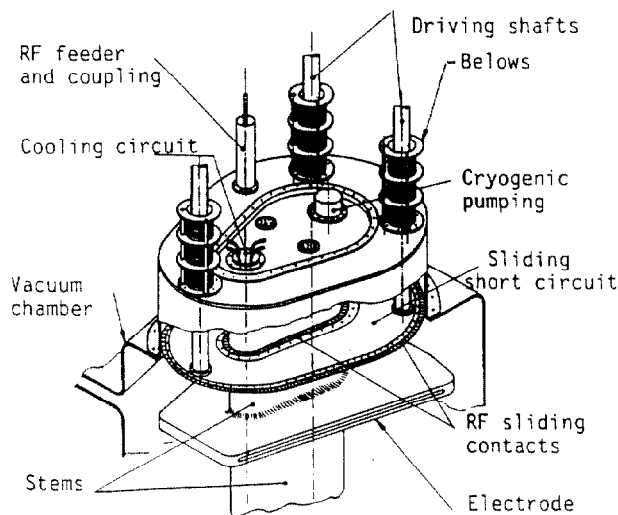 Driving shafts
RF feeder
and coupling
Belows
Cooling circuit
Cryogenic
pumping
Sliding
short circuit
Vacuum
chamber
RF sliding
contacts
Stems
Electrode